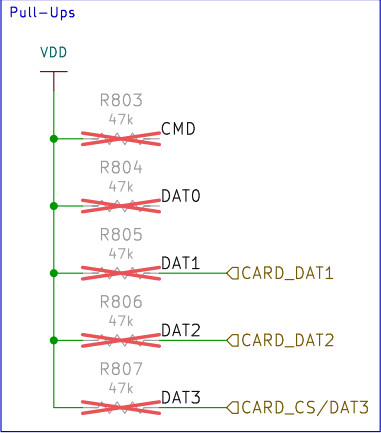 Pull-Ups
VDD
R803
47k
CMD
R804
47k
DAT0
R805
47k
DAT1
CARD_DAT1
R806
47k
DAT2
CARD_DAT2
R807
47k
DAT3
CARD_CS/DAT3